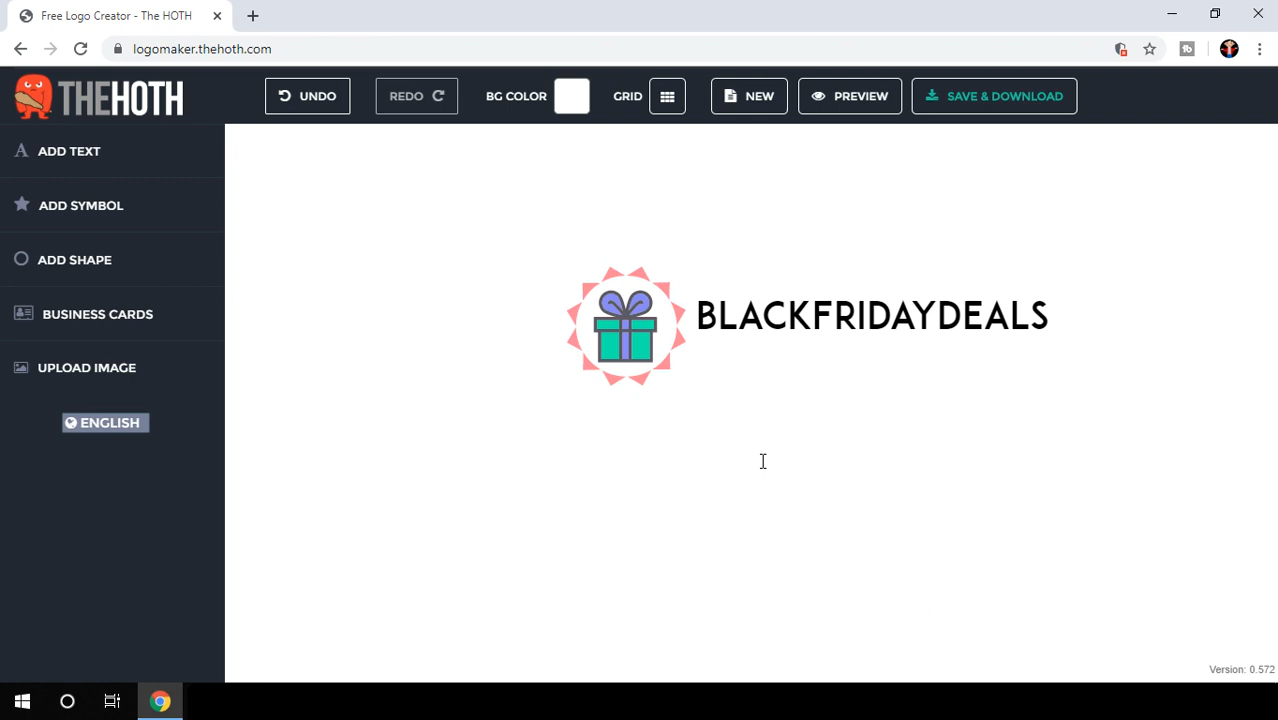 Free Logo Creator - The HOTH
logomaker.thehoth.com
THEHOTH
UNDO
REDO
BG COLOR
GRID
NEW
PREVIEW
SAVE & DOWNLOAD
ADD TEXT
ADD SYMBOL
ADD SHAPE
BUSINESS CARDS
UPLOAD IMAGE
ENGLISH
BLACKFRIDAYDEALS
Version: 0.572